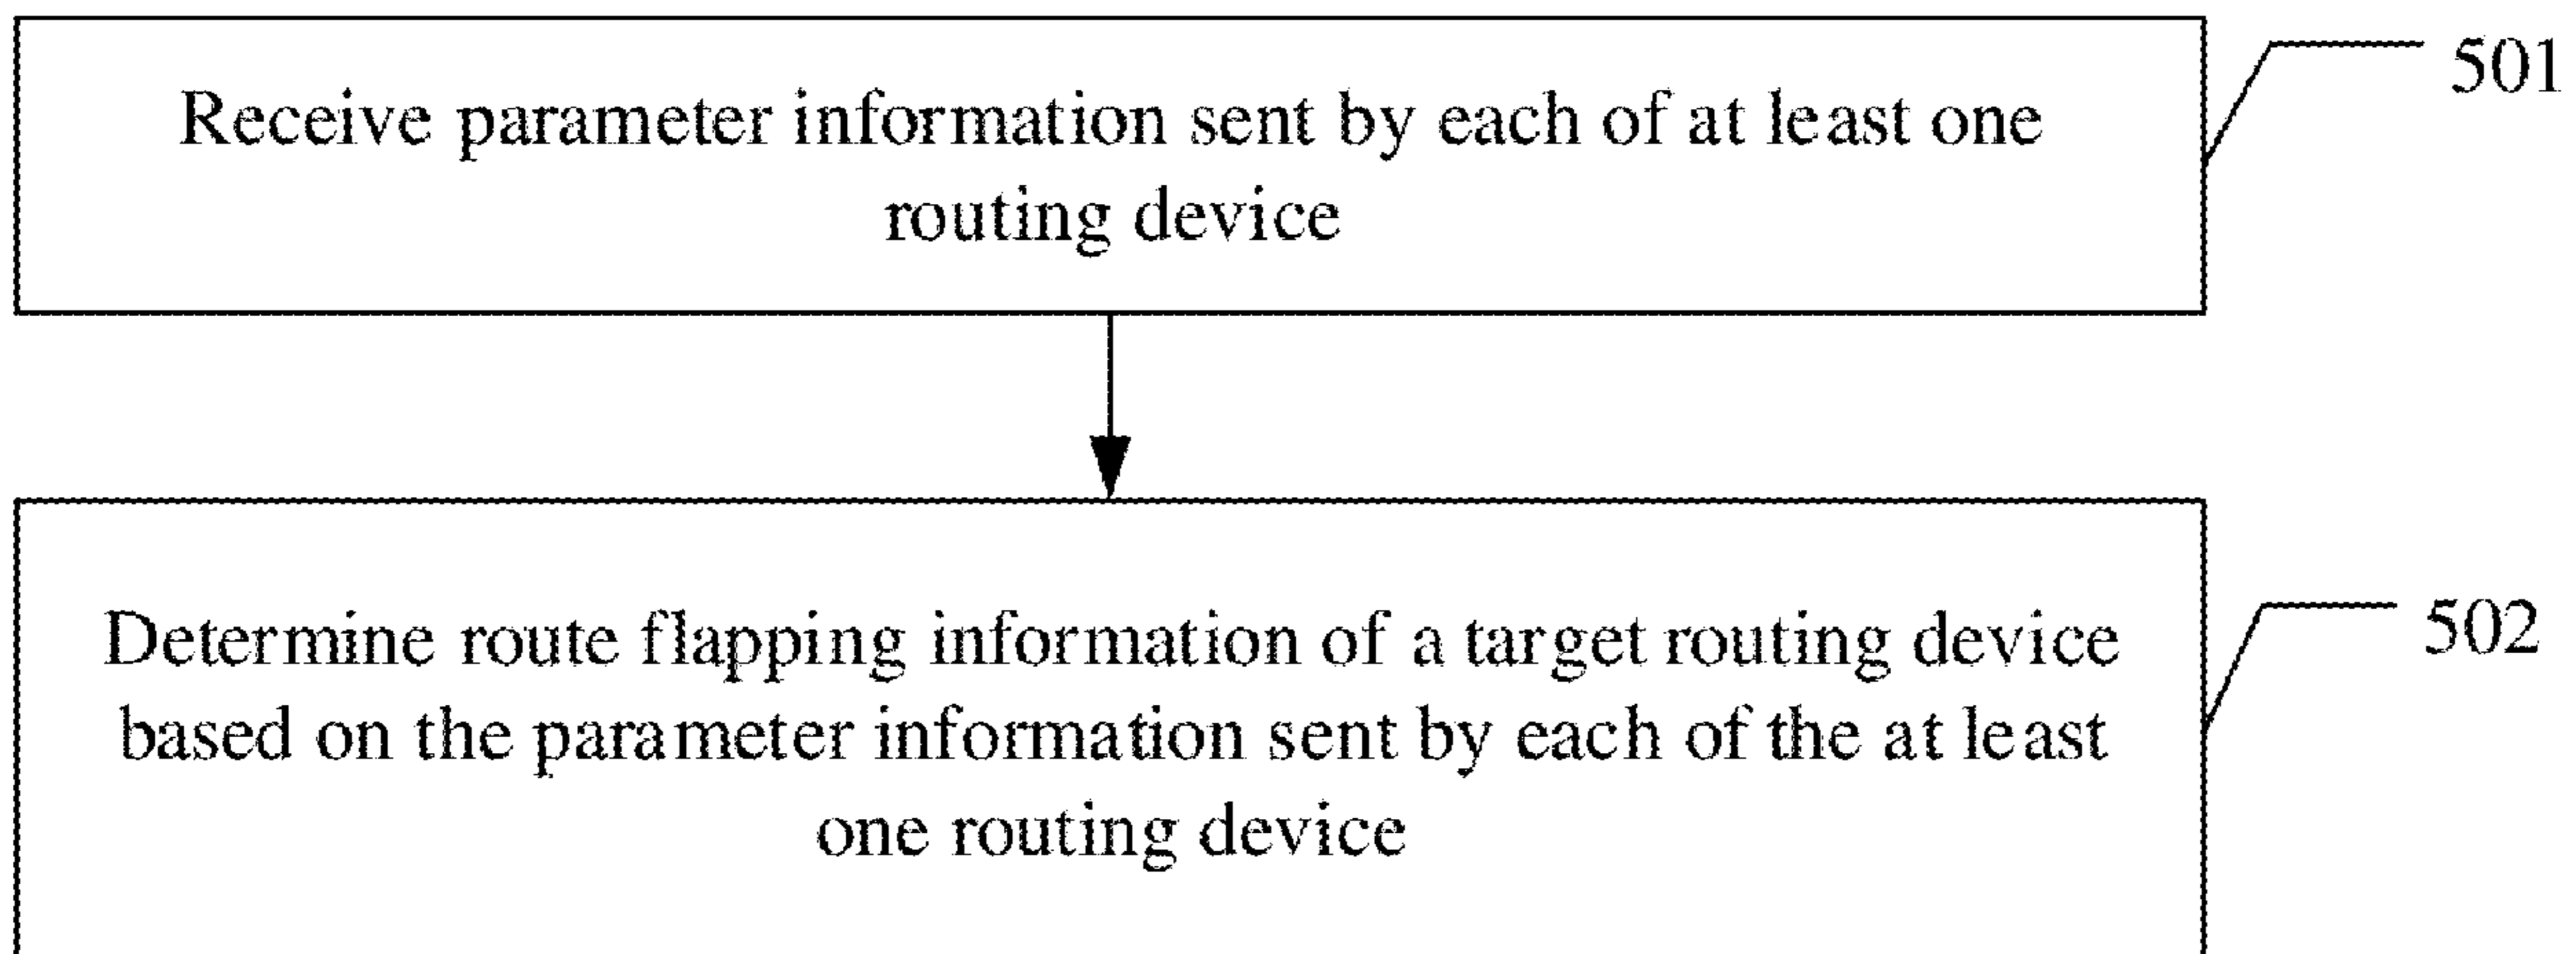 Receive parameter information sent by each of at least one
routing device
501
Determine route flapping information of a target routing device
based on the parameter information sent by each of the at least
one routing device
502